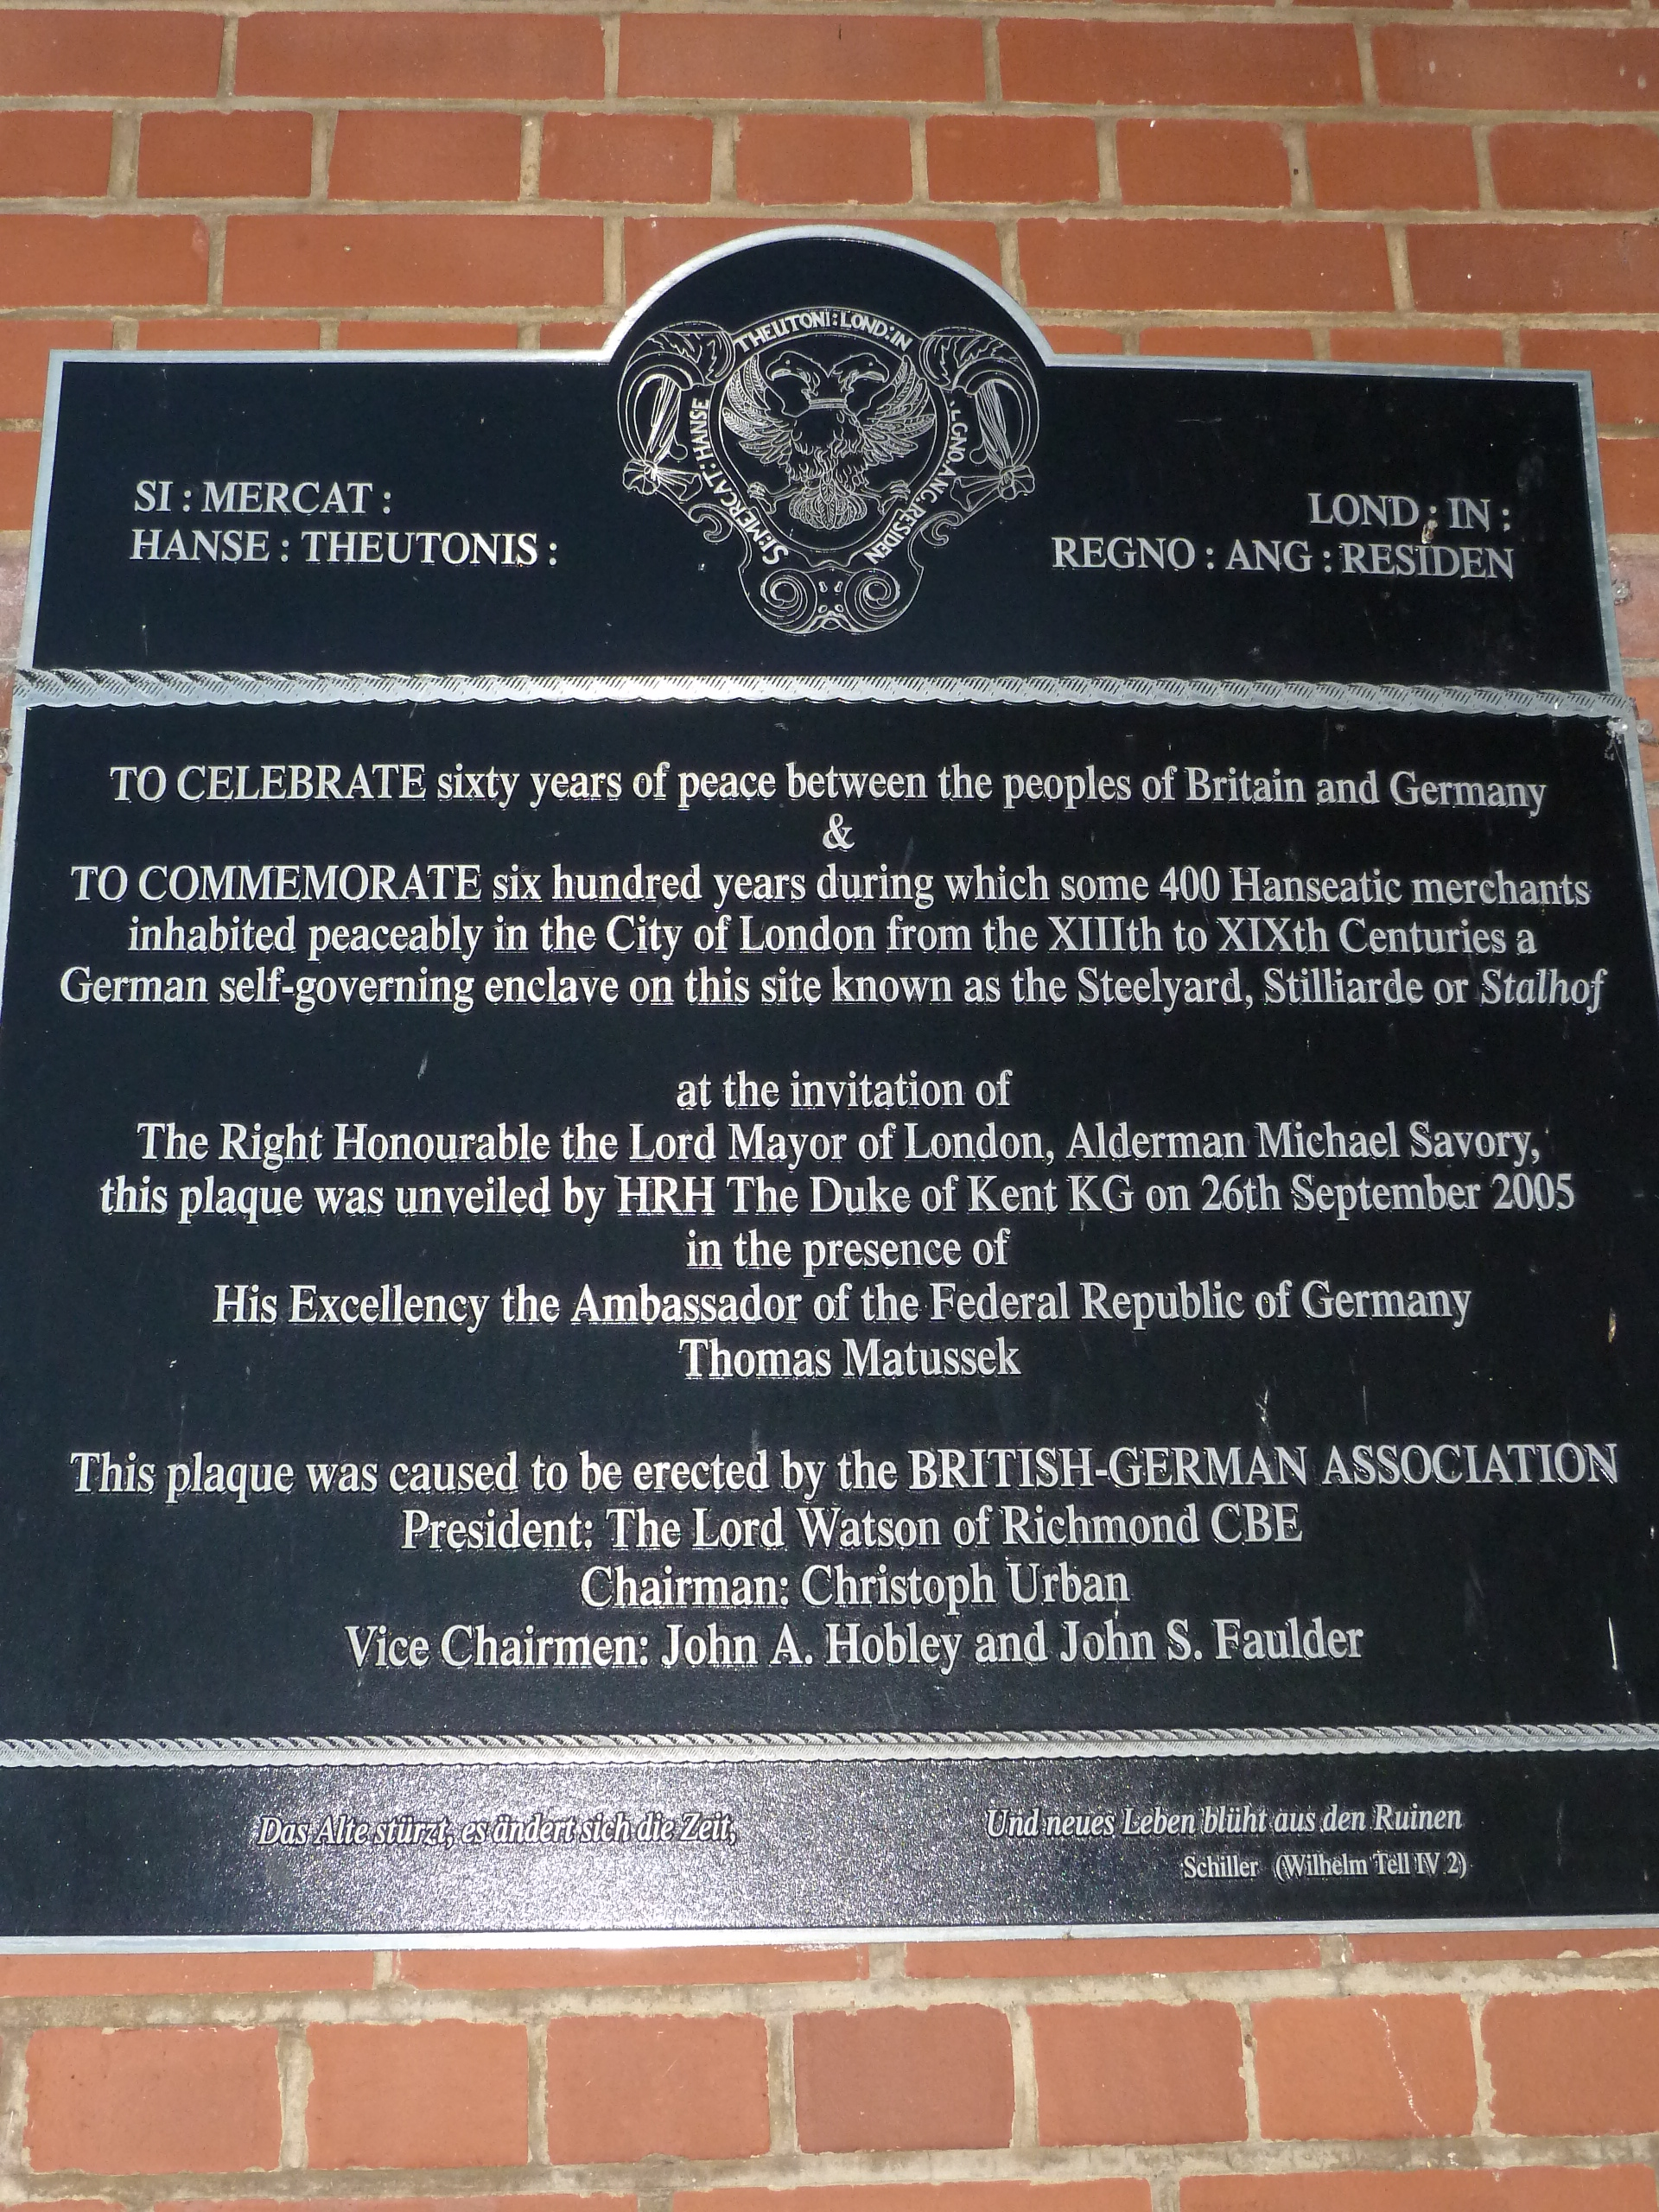 THEUTONI:LOND:IN
SI:MERCAT:HANSE
ANG.RESIDEN
SI : MERCAT :
HANSE : THEUTONIS :
LOND : IN :
REGNO : ANG : RESIDEN
TO CELEBRATE sixty years of peace between the peoples of Britain and Germany
&
TO COMMEMORATE six hundred years during which some 400 Hanseatic merchants
inhabited peaceably in the City of London from the XIIIth to XIXth Centuries a
German self-governing enclave on this site known as the Steelyard, Stilliarde or Stalhof
at the invitation of
The Right Honourable the Lord Mayor of London, Alderman Michael Savory,
this plaque was unveiled by HRH The Duke of Kent KG on 26th September 2005
in the presence of
His Excellency the Ambassador of the Federal Republic of Germany
Thomas Matussek
This plaque was caused to be erected by the BRITISH-GERMAN ASSOCIATION
President: The Lord Watson of Richmond CBE
Chairman: Christoph Urban
Vice Chairmen: John A. Hobley and John S. Faulder
Das Alte stürzt, es ändert sich die Zeit,
Und neues Leben blüht aus den Ruinen
Schiller (Wilhelm Tell IV 2)